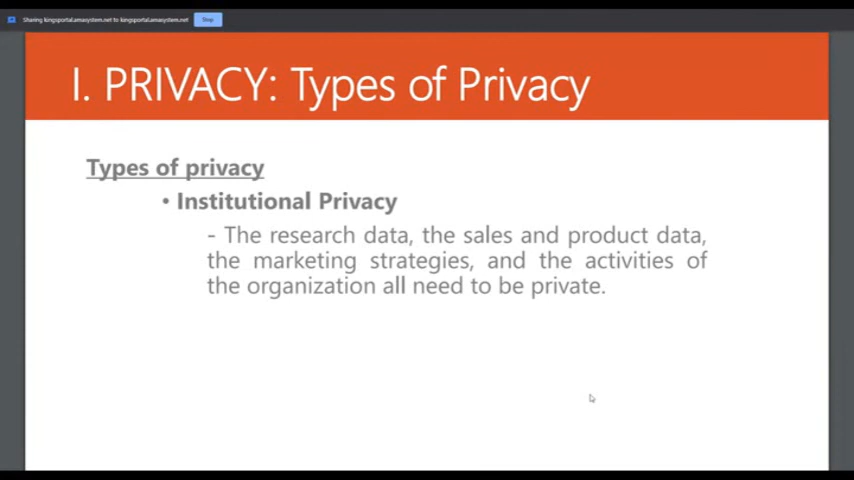 Sharing kingsportal.amasystem.net to kingsportal.amasystem.net Stop
I. PRIVACY: Types of Privacy
Types of privacy
• Institutional Privacy
- The research data, the sales and product data,
the marketing strategies, and the activities of
the organization all need to be private.